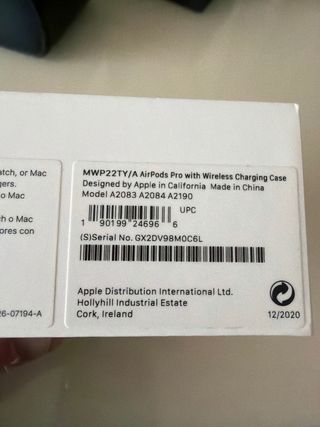 atch, or Mac
gers.
o Mac
tch o Mac
ores con
26-07194-A
MWP22TY/A AirPods Pro with Wireless Charging Case
Designed by Apple in California Made in China
Model A2083 A2084 A2190
UPC
1 90199 24696 6
(S)Serial No. GX2DV98M0C6L
Apple Distribution International Ltd.
Hollyhill Industrial Estate
Cork, Ireland
12/2020